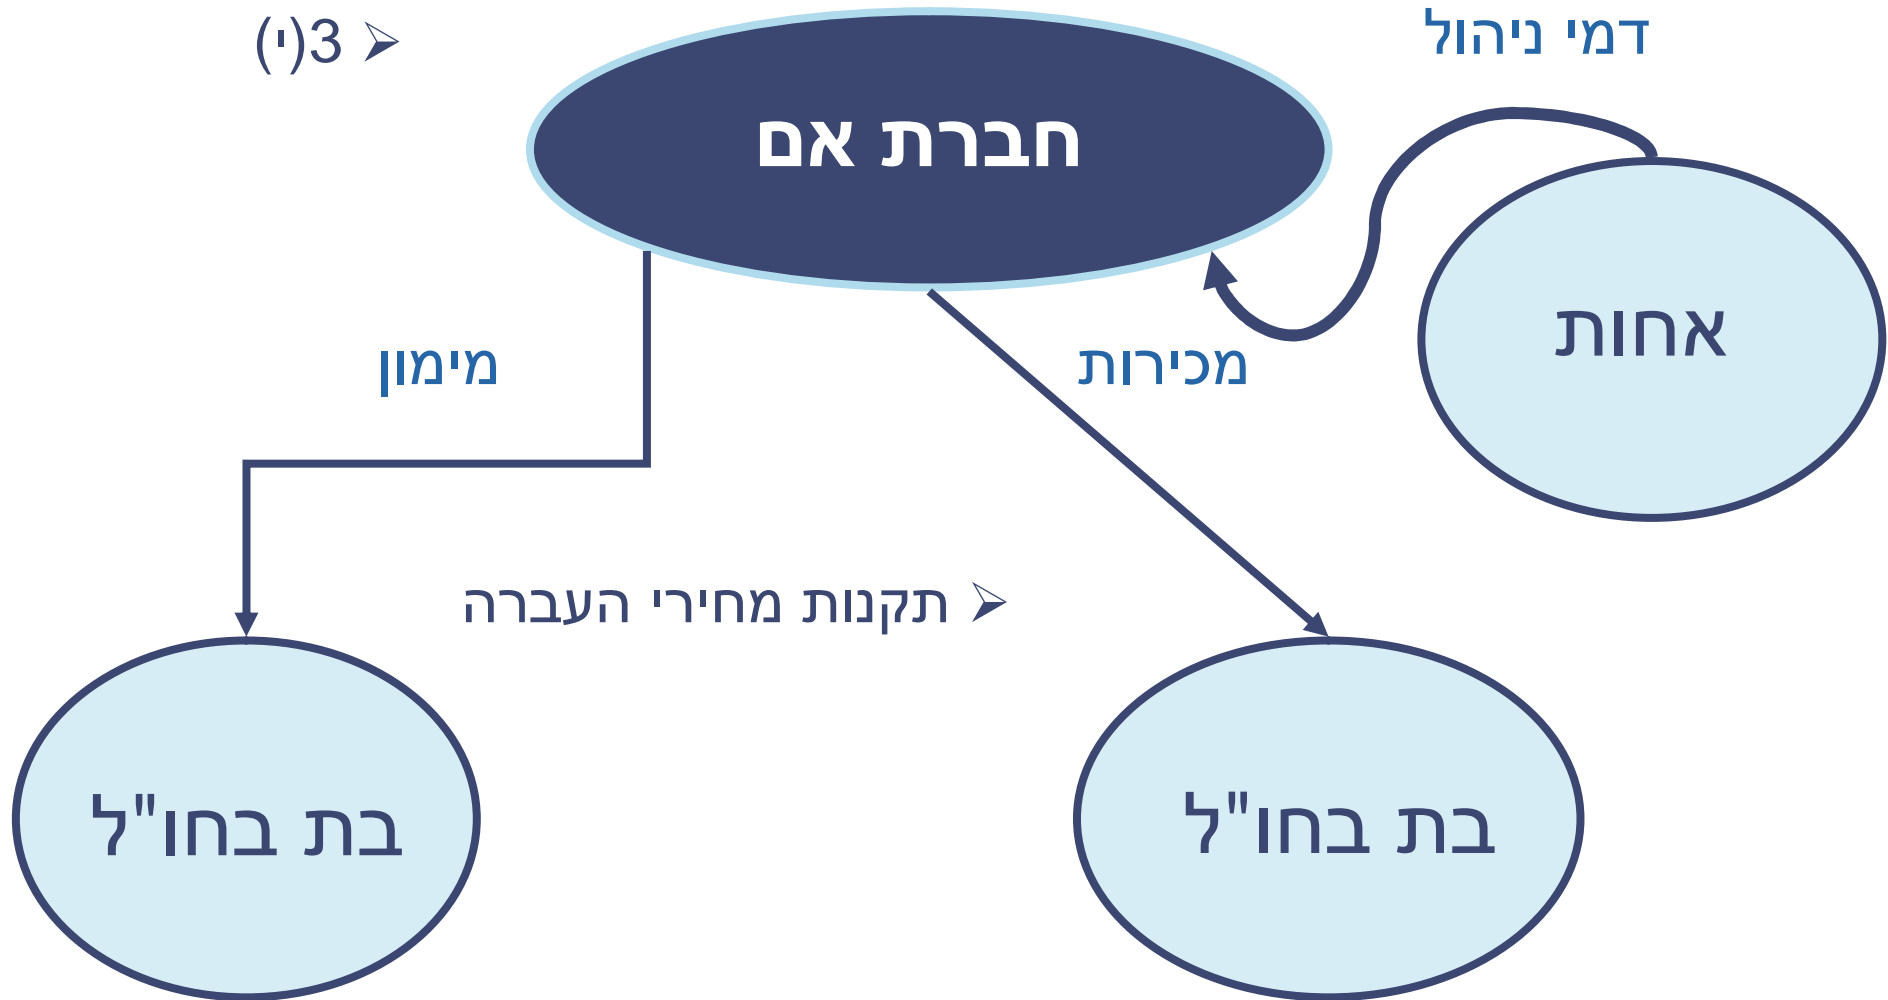 ➢ 3(י)
דמי ניהול
חברת אם
אחות
מכירות
מימון
➢ תקנות מחירי העברה
בת בחו"ל
בת בחו"ל